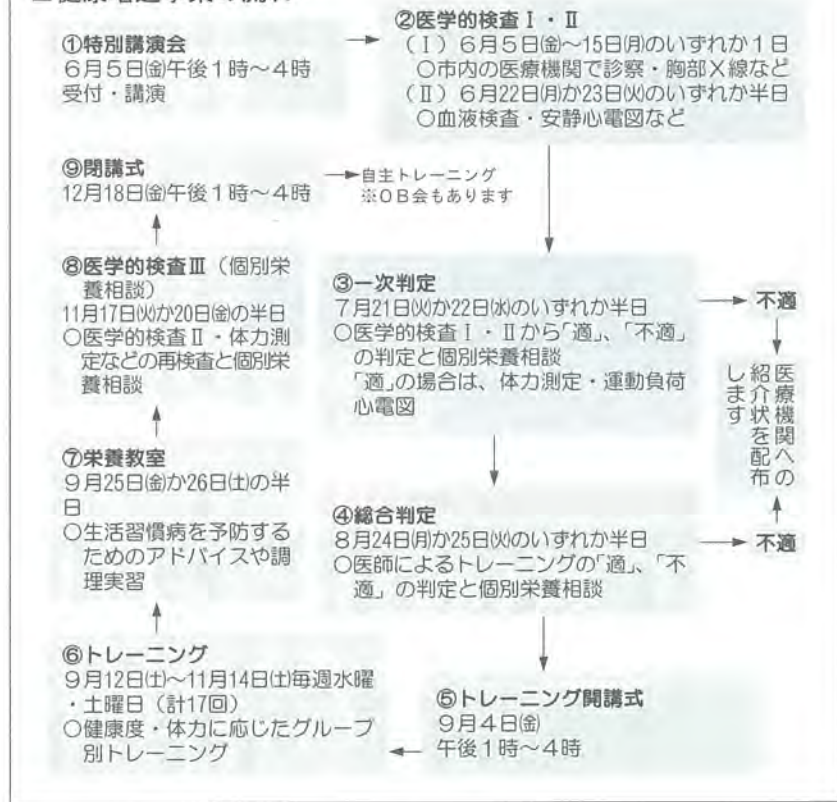 ①特別講演会
6月5日㈮午後1時～4時
受付・講演
②医学的検査Ⅰ・Ⅱ
(Ⅰ) 6月5日㈮～15日㈪のいずれか1日
○市内の医療機関で診察・胸部X線など
(Ⅱ) 6月22日㈪か23日㈫のいずれか半日
○血液検査・安静心電図など
③一次判定
7月21日㈫か22日㈬のいずれか半日
○医学的検査Ⅰ・Ⅱから「適」、「不適」
の判定と個別栄養相談
「適」の場合は、体力測定・運動負荷
心電図
不適
医療機関への
紹介状を配布
します
④総合判定
8月24日㈪か25日㈫のいずれか半日
○医師によるトレーニングの「適」、「不
適」の判定と個別栄養相談
不適
⑤トレーニング開講式
9月4日㈮
午後1時～4時
⑥トレーニング
9月12日㈯～11月14日㈯毎週水曜
・土曜日（計17回）
○健康度・体力に応じたグループ
別トレーニング
⑦栄養教室
9月25日㈮か26日㈯の半
日
○生活習慣病を予防する
ためのアドバイスや調
理実習
⑧医学的検査Ⅲ（個別栄
養相談）
11月17日㈫か20日㈮の半日
○医学的検査Ⅱ・体力測
定などの再検査と個別栄
養相談
⑨閉講式
12月18日㈮午後1時～4時
自主トレーニング
※OB会もあります